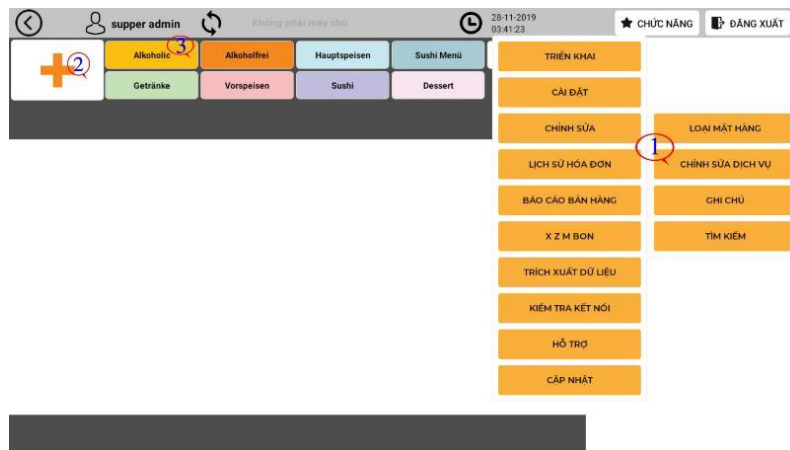 supper admin
Không phải máy chủ
28-11-2019
03:41:23
CHỨC NĂNG
ĐĂNG XUẤT
2
Alkoholic
3
Alkoholfrei
Hauptspeisen
Sushi Menü
Getränke
Vorspeisen
Sushi
Dessert
TRIỂN KHAI
CÀI ĐẶT
CHỈNH SỬA
LỊCH SỬ HÓA ĐƠN
BÁO CÁO BÁN HÀNG
X Z M BON
TRÍCH XUẤT DỮ LIỆU
KIỂM TRA KẾT NỐI
HỖ TRỢ
CẬP NHẬT
1
LOẠI MẶT HÀNG
CHỈNH SỬA DỊCH VỤ
GHI CHÚ
TÌM KIẾM